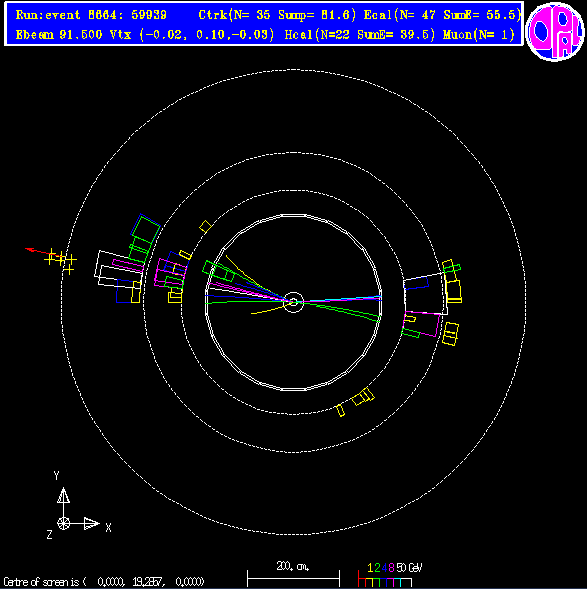 Run:event 8664: 59939 Ctrk(N= 35 Sump= 81.6) Ecal(N= 47 SumE= 55.5)
Ebeam 91.500 Vtx (-0.02, 0.10,-0.03) Hcal(N=22 SumE= 39.5) Muon(N= 1)
OPAL
Y
X
Z
200. cm.
1 2 4 8 50 GeV
Centre of screen is ( 0.0000, 19.2857, 0.0000)